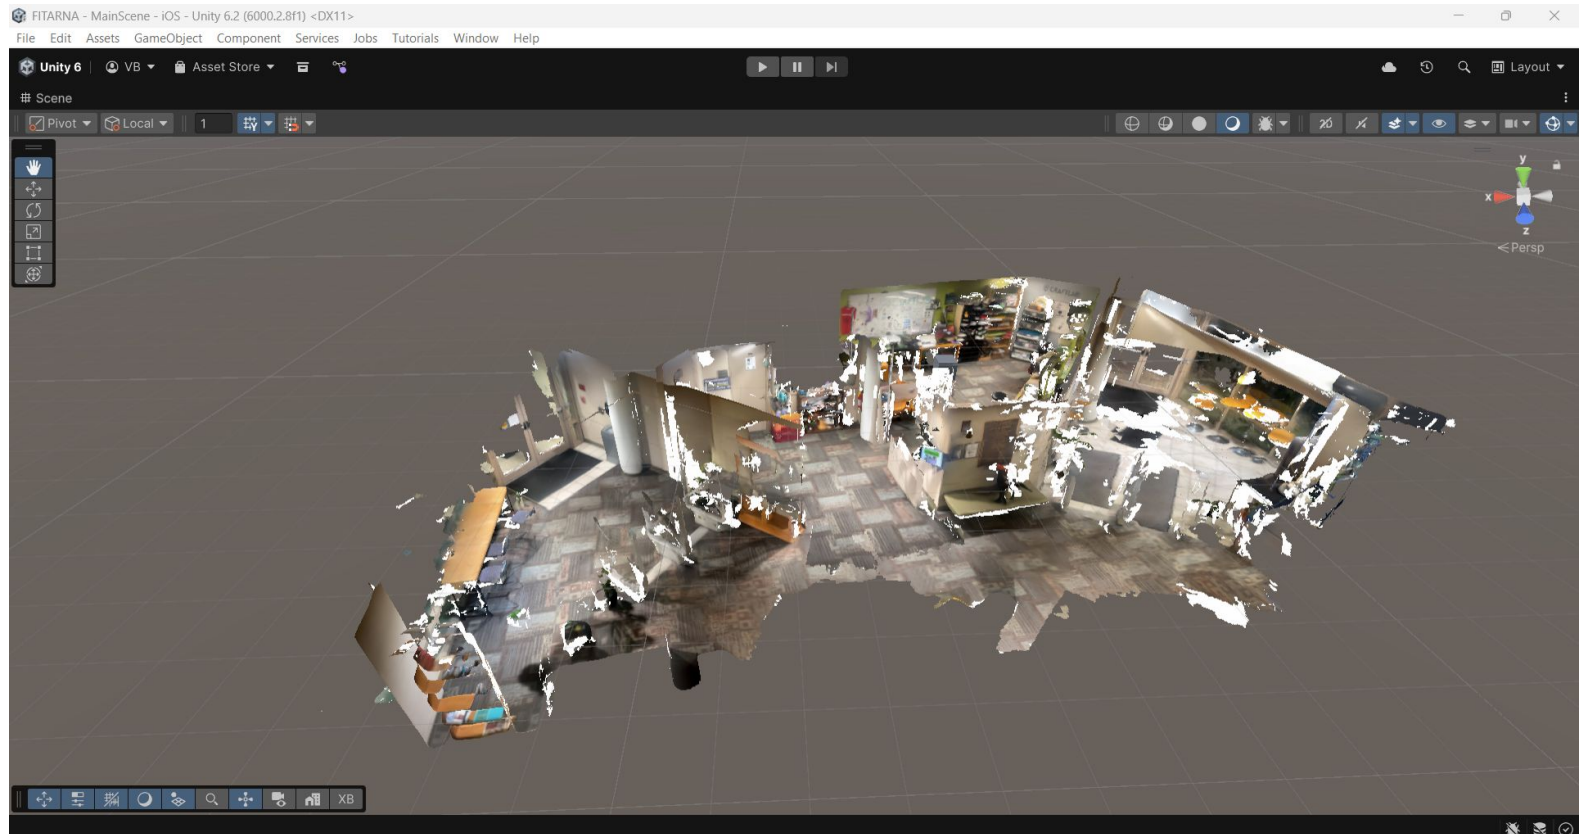 FITARNA - MainScene - iOS - Unity 6.2 (6000.2.8f1) <DX11>
File Edit Assets GameObject Component Services Jobs Tutorials Window Help
Unity 6 VB Asset Store Layout
Scene
Pivot Local 1 2D
y
x
z
Persp
XB